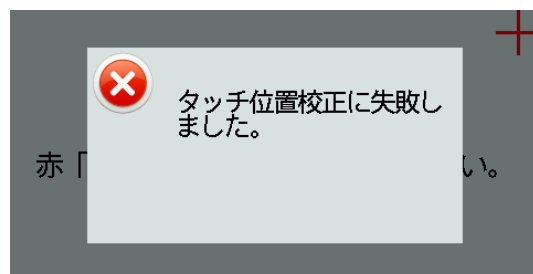 タッチ位置校正に失敗し
ました。
赤「
い。